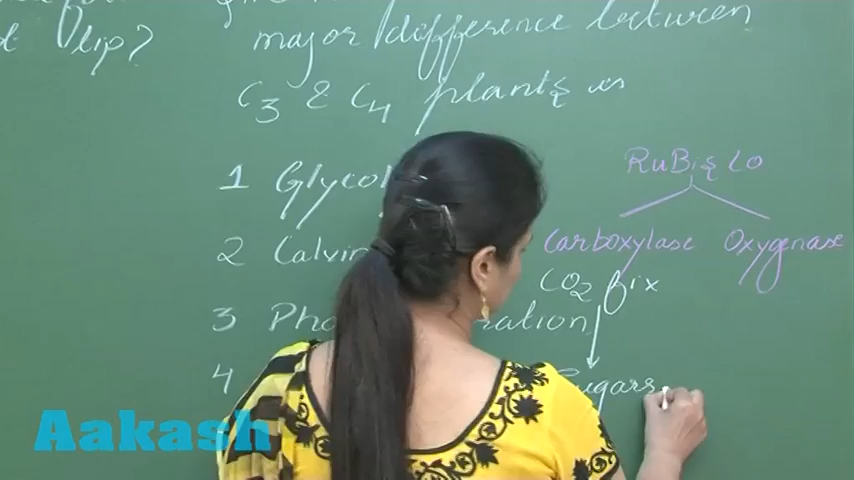 major difference between
lip?
C3 & C4 plants is
1 Glycol
2 Calvin
3 Pho ration
4
RuBisCo
Carboxylase Oxygenase
CO2 fix
Sugars
Aakash